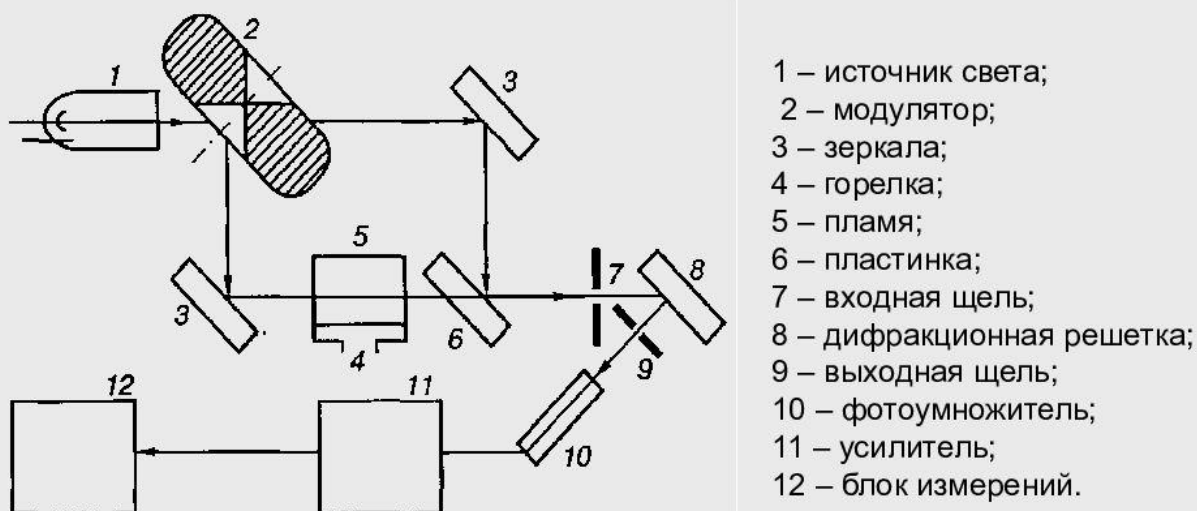 1
2
3
3
4
5
6
7
8
9
10
11
12
1 – источник света;
2 – модулятор;
3 – зеркала;
4 – горелка;
5 – пламя;
6 – пластинка;
7 – входная щель;
8 – дифракционная решетка;
9 – выходная щель;
10 – фотоумножитель;
11 – усилитель;
12 – блок измерений.